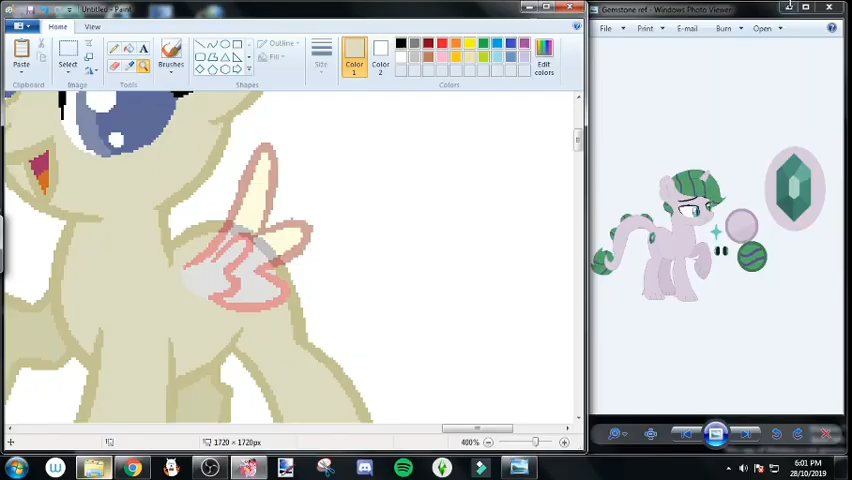 Untitled - Paint
Home View
Paste
Select
Brushes
Outline
Fill
Size
Color 1
Color 2
Edit colors
Clipboard
Image
Tools
Shapes
Colors
1720 × 1720px
400%
Gemstone ref - Windows Photo Viewer
File Print E-mail Burn Open
6:01 PM
28/10/2019